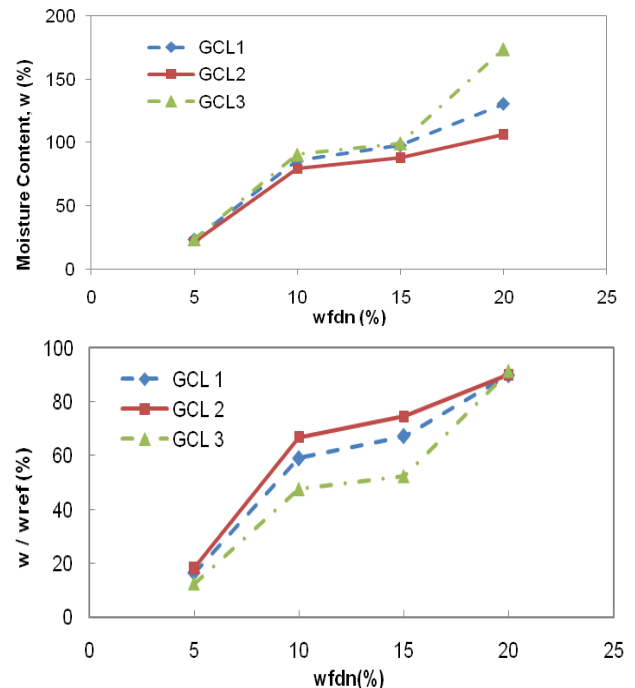 200
150
100
50
0
Moisture Content, w (%)
GCL1
GCL2
GCL3
0 5 10 15 20 25
wfdn (%)
100
80
60
40
20
0
w / wref (%)
GCL 1
GCL 2
GCL 3
0 5 10 15 20 25
wfdn(%)